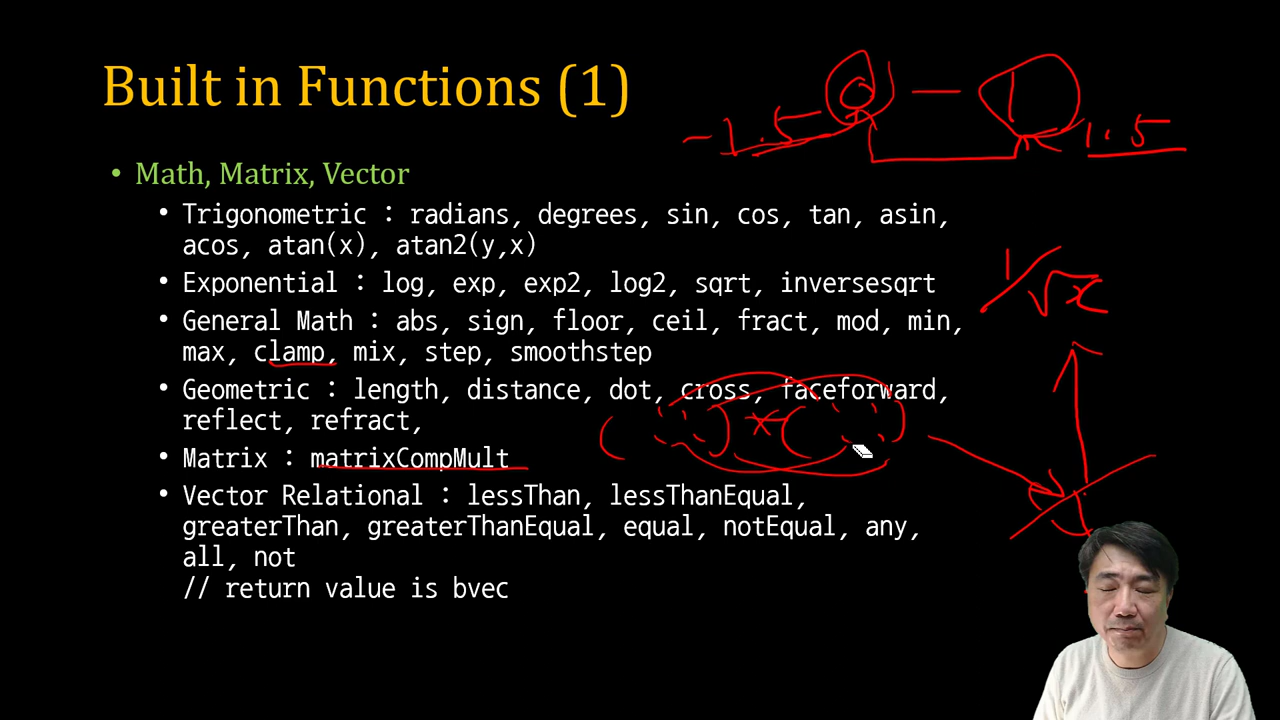 Built in Functions (1)
0 — 1
-1.5
1.5
• Math, Matrix, Vector
• Trigonometric : radians, degrees, sin, cos, tan, asin,
acos, atan(x), atan2(y,x)
• Exponential : log, exp, exp2, log2, sqrt, inversesqrt
1/√x
• General Math : abs, sign, floor, ceil, fract, mod, min,
max, clamp, mix, step, smoothstep
• Geometric : length, distance, dot, cross, faceforward,
reflect, refract,
( ) * ( )
• Matrix : matrixCompMult
• Vector Relational : lessThan, lessThanEqual,
greaterThan, greaterThanEqual, equal, notEqual, any,
all, not
// return value is bvec